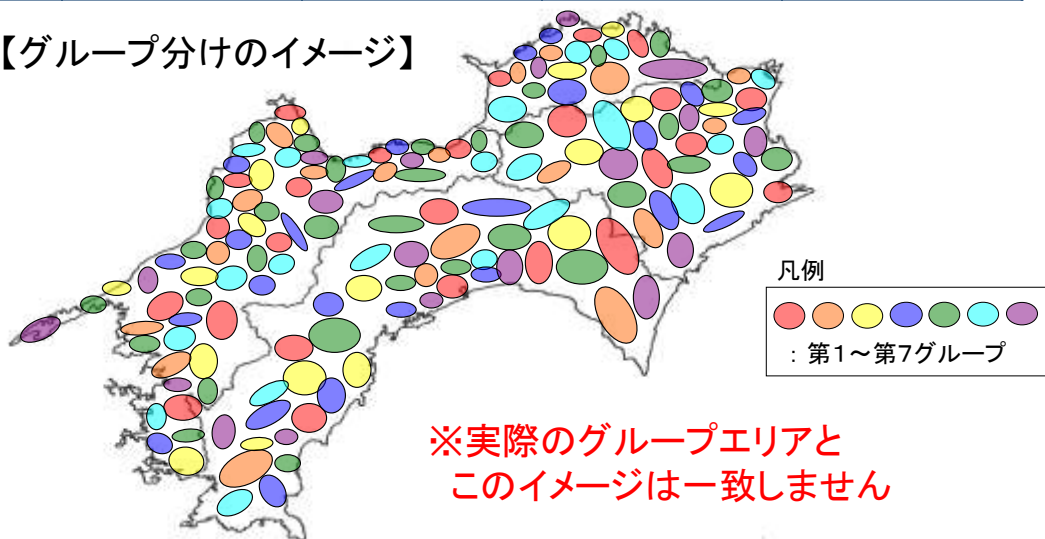 【グループ分けのイメージ】
凡例
：第1～第7グループ
※実際のグループエリアと
このイメージは一致しません